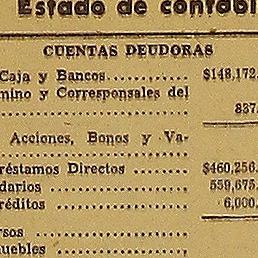 Estado de contabi
CUENTAS DEUDORAS
Caja y Bancos........ $148,172.
mino y Corresponsales del
.................... 837.
Acciones, Bonos y Va-
....................
réstamos Directos ...... $460,256.
darios ............... 559,675.
réditos .............. 6,000.
rsos ...............
uebles ..............